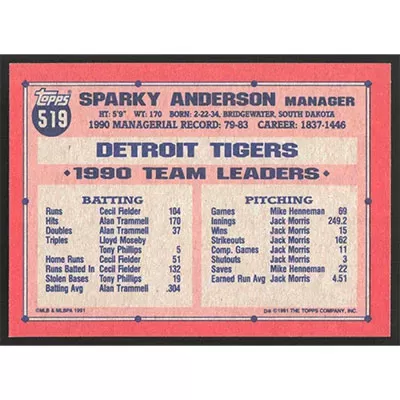 Topps
519
SPARKY ANDERSON MANAGER
HT: 5'9" WT: 170 BORN: 2-22-34, BRIDGEWATER, SOUTH DAKOTA
1990 MANAGERIAL RECORD: 79-83 CAREER: 1837-1446
DETROIT TIGERS
1990 TEAM LEADERS
BATTING
Runs Cecil Fielder 104
Hits Alan Trammell 170
Doubles Alan Trammell 37
Triples Lloyd Moseby
Tony Phillips 5
Home Runs Cecil Fielder 51
Runs Batted In Cecil Fielder 132
Stolen Bases Tony Phillips 19
Batting Avg Alan Trammell .304
PITCHING
Games Mike Henneman 69
Innings Jack Morris 249.2
Wins Jack Morris 15
Strikeouts Jack Morris 162
Comp. Games Jack Morris 11
Shutouts Jack Morris 3
Saves Mike Henneman 22
Earned Run Avg Jack Morris 4.51
©MLB & MLBPA 1991
© 1991 THE TOPPS COMPANY, INC.